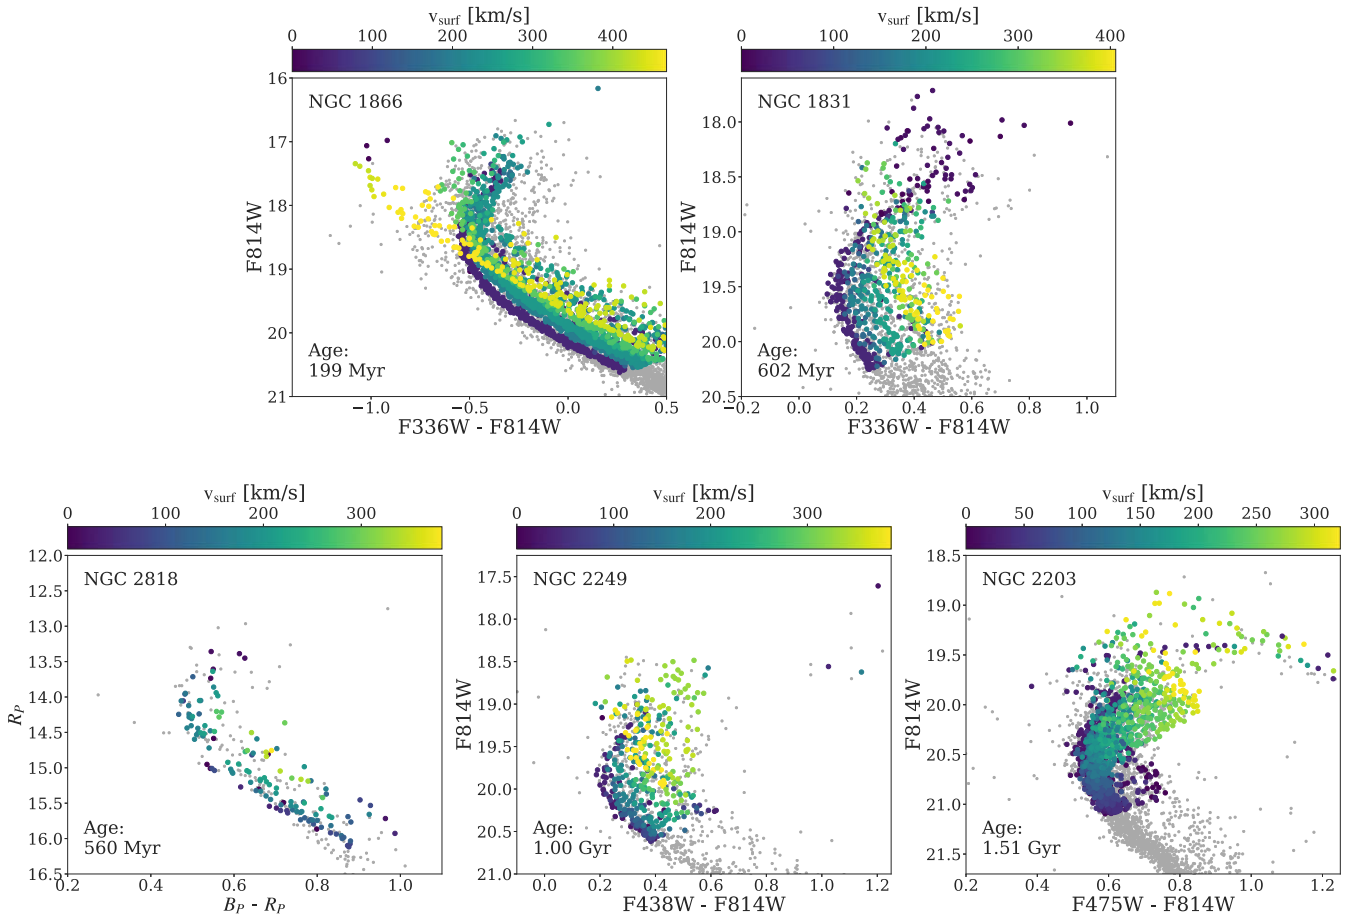 v_surf [km/s]
0 100 200 300 400
16
17
18
19
20
21
F814W
NGC 1866
Age:
199 Myr
−1.0 −0.5 0.0 0.5
F336W - F814W
v_surf [km/s]
0 100 200 300 400
18.0
18.5
19.0
19.5
20.0
20.5
F814W
NGC 1831
Age:
602 Myr
−0.2 0.0 0.2 0.4 0.6 0.8 1.0
F336W - F814W
v_surf [km/s]
0 100 200 300
12.0
12.5
13.0
13.5
14.0
14.5
15.0
15.5
16.0
16.5
R_P
NGC 2818
Age:
560 Myr
0.2 0.4 0.6 0.8 1.0
B_P - R_P
v_surf [km/s]
0 100 200 300
17.5
18.0
18.5
19.0
19.5
20.0
20.5
21.0
F814W
NGC 2249
Age:
1.00 Gyr
0.0 0.2 0.4 0.6 0.8 1.0 1.2
F438W - F814W
v_surf [km/s]
0 50 100 150 200 250 300
18.5
19.0
19.5
20.0
20.5
21.0
21.5
F814W
NGC 2203
Age:
1.51 Gyr
0.2 0.4 0.6 0.8 1.0 1.2
F475W - F814W